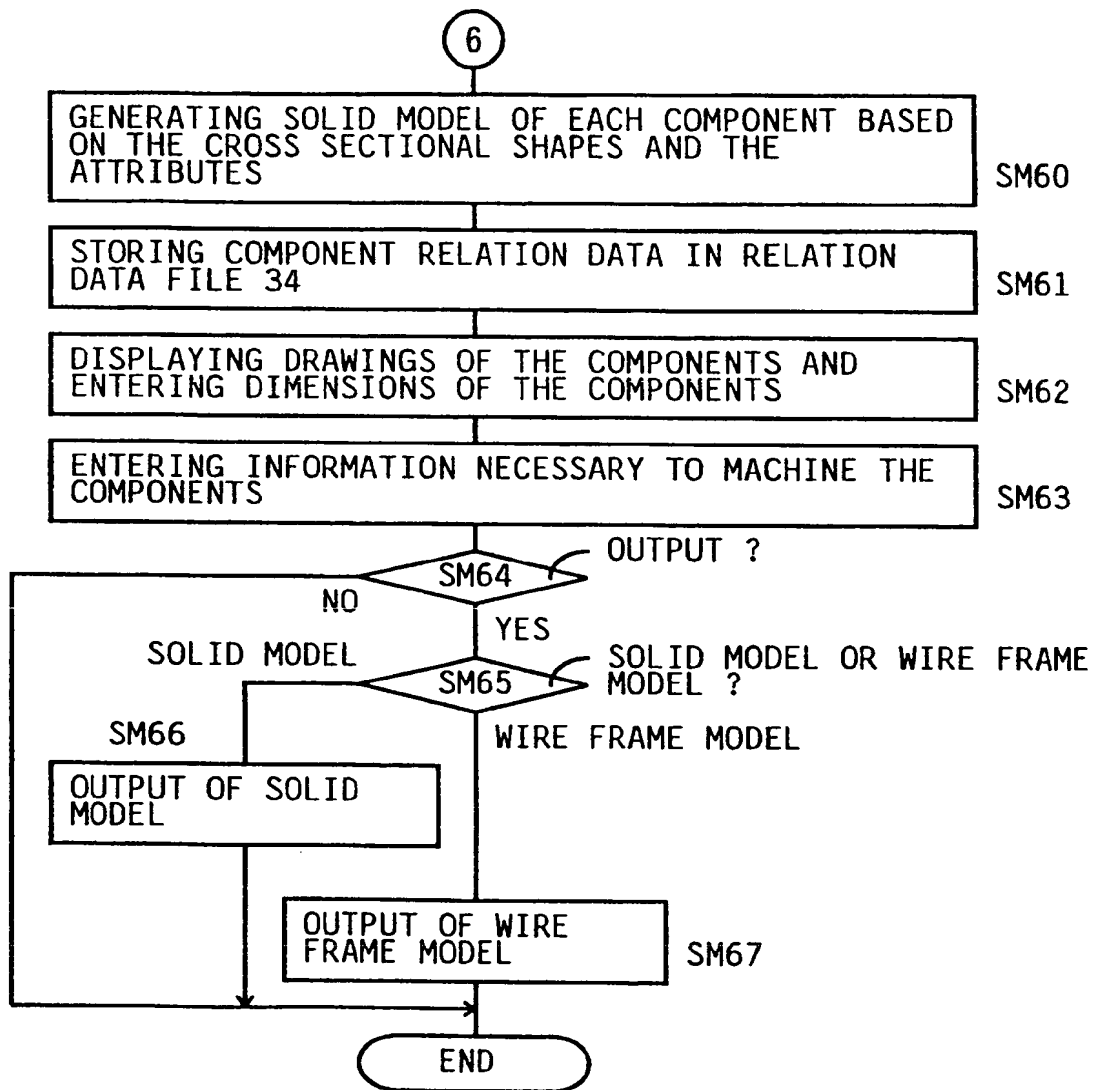 6
GENERATING SOLID MODEL OF EACH COMPONENT BASED
ON THE CROSS SECTIONAL SHAPES AND THE
ATTRIBUTES
SM60
STORING COMPONENT RELATION DATA IN RELATION
DATA FILE 34
SM61
DISPLAYING DRAWINGS OF THE COMPONENTS AND
ENTERING DIMENSIONS OF THE COMPONENTS
SM62
ENTERING INFORMATION NECESSARY TO MACHINE THE
COMPONENTS
SM63
OUTPUT ?
SM64
NO
YES
SOLID MODEL
SOLID MODEL OR WIRE FRAME
MODEL ?
SM65
SM66
WIRE FRAME MODEL
OUTPUT OF SOLID
MODEL
OUTPUT OF WIRE
FRAME MODEL
SM67
END